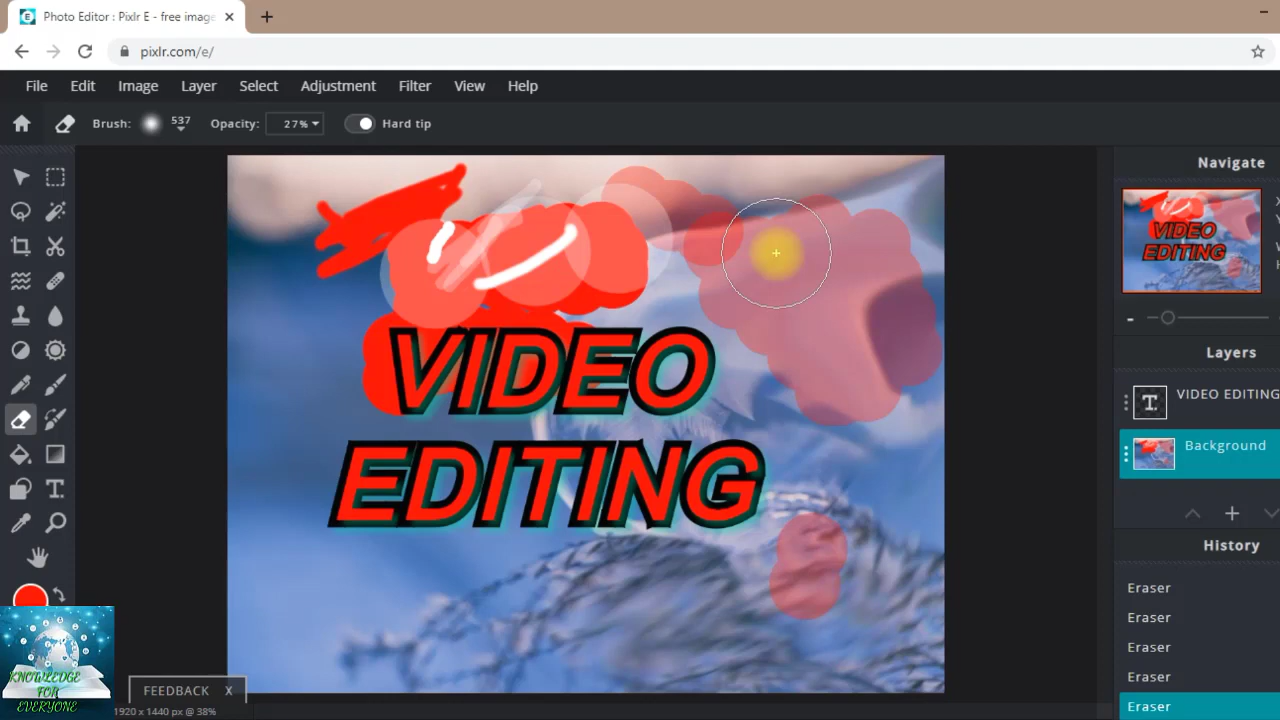 Photo Editor : Pixlr E - free image
pixlr.com/e/
File Edit Image Layer Select Adjustment Filter View Help
Brush: 537 Opacity: 27% Hard tip
Navigate
VIDEO
EDITING
VIDEO
EDITING
Layers
VIDEO EDITING
Background
History
Eraser
Eraser
Eraser
Eraser
Eraser
KNOWLEDGE
FOR
EVERYONE
FEEDBACK X
1920 x 1440 px @ 38%